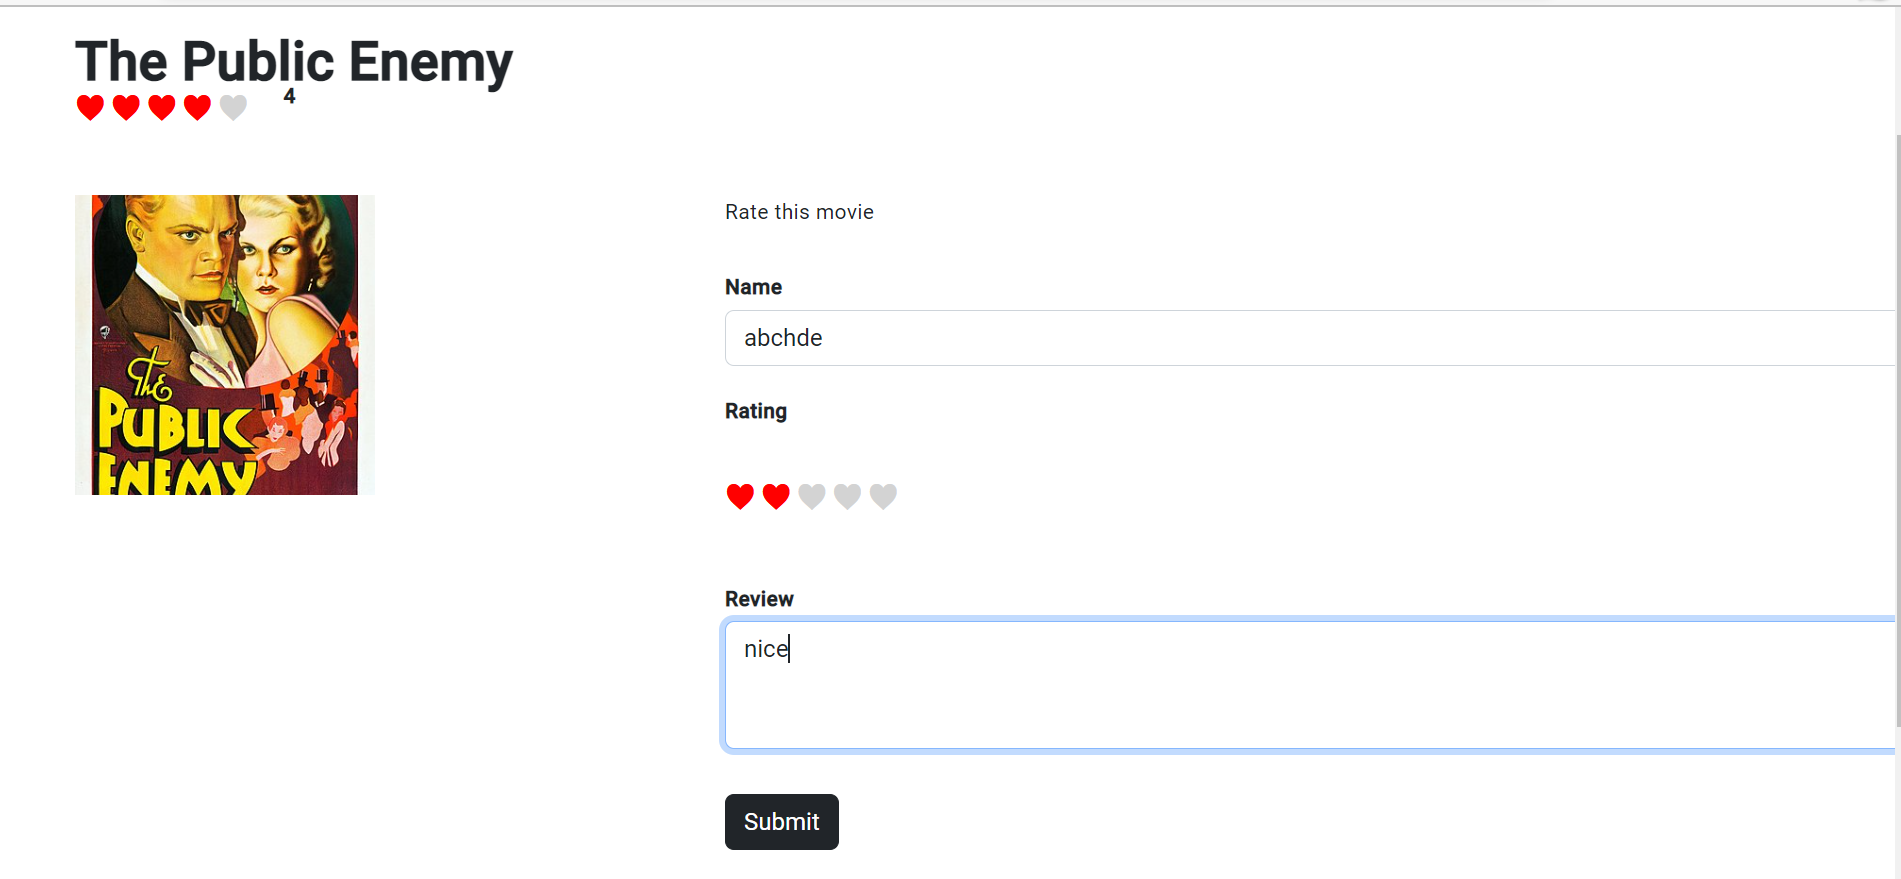 The Public Enemy
4
Rate this movie
Name
abchde
Rating
Review
nice
Submit
The
PUBLIC
ENEMY